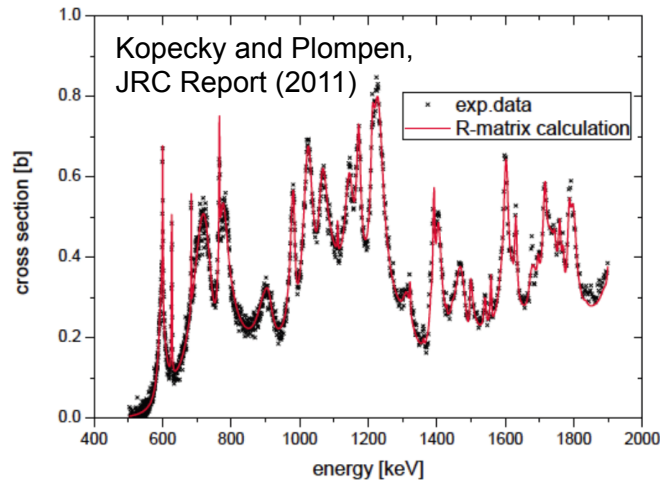 Kopecky and Plompen,
JRC Report (2011)
exp.data
R-matrix calculation
cross section [b]
1.0
0.8
0.6
0.4
0.2
0.0
400 600 800 1000 1200 1400 1600 1800 2000
energy [keV]